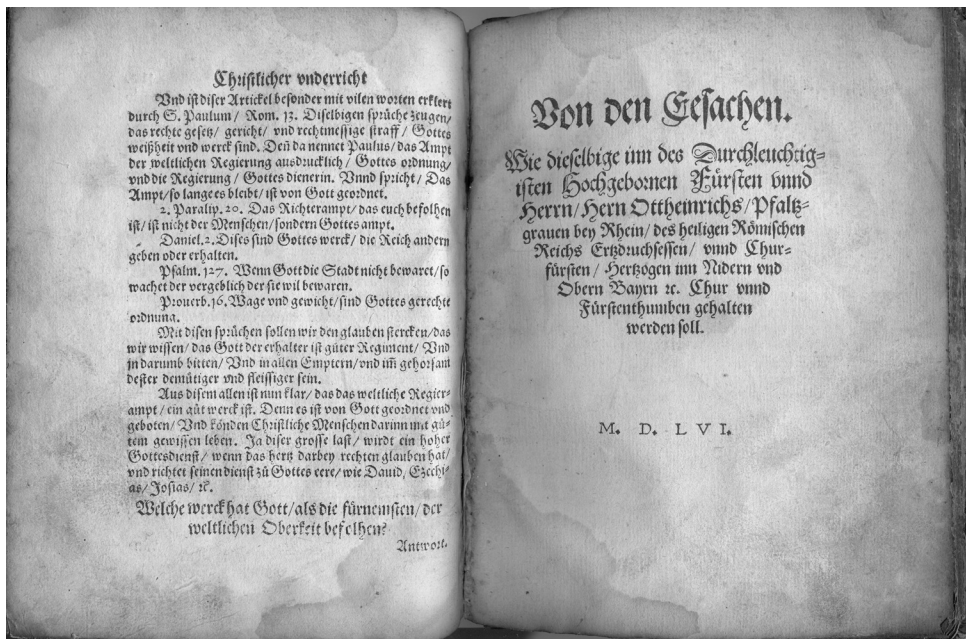 Christlicher vnderricht
Vnd ist diser Artickel besonder mit vilen worten erklert
durch S. Paulum / Rom. 13. Diselbigen sprüche zeugen/
das rechte gesetz/ gericht/ vnd rechtmessige straff/ Gottes
weißheit vnd werck sind. Deñ da nennet Paulus/ das Ampt
der weltlichen Regierung ausdrucklich/ Gottes ordnung/
vnd die Regierung / Gottes dienerin. Vnnd spricht/ Das
Ampt/ so lang es bleibt/ ist von Gott geordnet.
2. Paralip. 20. Das Richterampt/ das euch befolhen
ist/ ist nicht der Menschen/ sondern Gottes ampt.
Daniel. 2. Dises sind Gottes werck/ die Reich andern
geben oder erhalten.
Psalm. 127. Wenn Gott die Stadt nicht bewaret/ so
wachet der vergeblich der sie wil bewaren.
Prouerb. 16. Wage vnd gewicht/ sind Gottes gerechte
ordnung.
Mit disen sprüchen sollen wir den glauben stercken/ das
wir wissen/ das Gott der erhalter ist güter Regiment/ Vnd
jn darumb bitten/ Vnd in allen Emptern/ vnd im gehorsam
dester demütiger vnd fleissiger sein.
Aus disem allen ist nun klar/ das das weltliche Regier-
ampt/ ein gůt werck ist. Denn es ist von Gott geordnet vnd
geboten/ Vnd könden Christliche Menschen darinn mit gü-
tem gewissen leben. Ja diser grosse last/ wirdt ein hoher
Gottesdienst/ wenn das hertz darbey rechten glauben hat/
vnd richtet seinen dienst zů Gottes eere/ wie Dauid, Ezechi-
as/ Josias/ ꝛc.
Welche werck hat Gott/ als die fürnemsten/ der
weltlichen Oberkeit befolhen?
Antwort.
Von den Eesachen.
Wie dieselbige inn des Durchleuchtig-
isten Hochgebornen Fürsten vnnd
Herrn/ Hern Ottheinrichs/ Pfaltz-
grauen bey Rhein/ des heiligen Römischen
Reichs Ertzdruchsessen/ vnnd Chur-
fürsten/ Hertzogen inn Nidern vnd
Obern Bayrn ꝛc. Chur vnnd
Fürstenthumben gehalten
werden soll.
M. D. LVI.